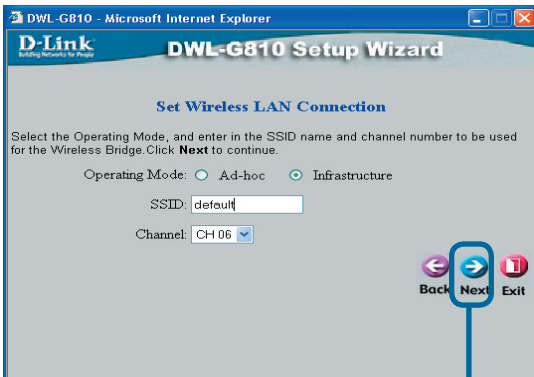 DWL-G810 - Microsoft Internet Explorer
D-Link
Building Networks for People
DWL-G810 Setup Wizard
Set Wireless LAN Connection
Select the Operating Mode, and enter in the SSID name and channel number to be used
for the Wireless Bridge.Click Next to continue.
Operating Mode: Ad-hoc Infrastructure
SSID: default
Channel: CH 06
Back Next Exit